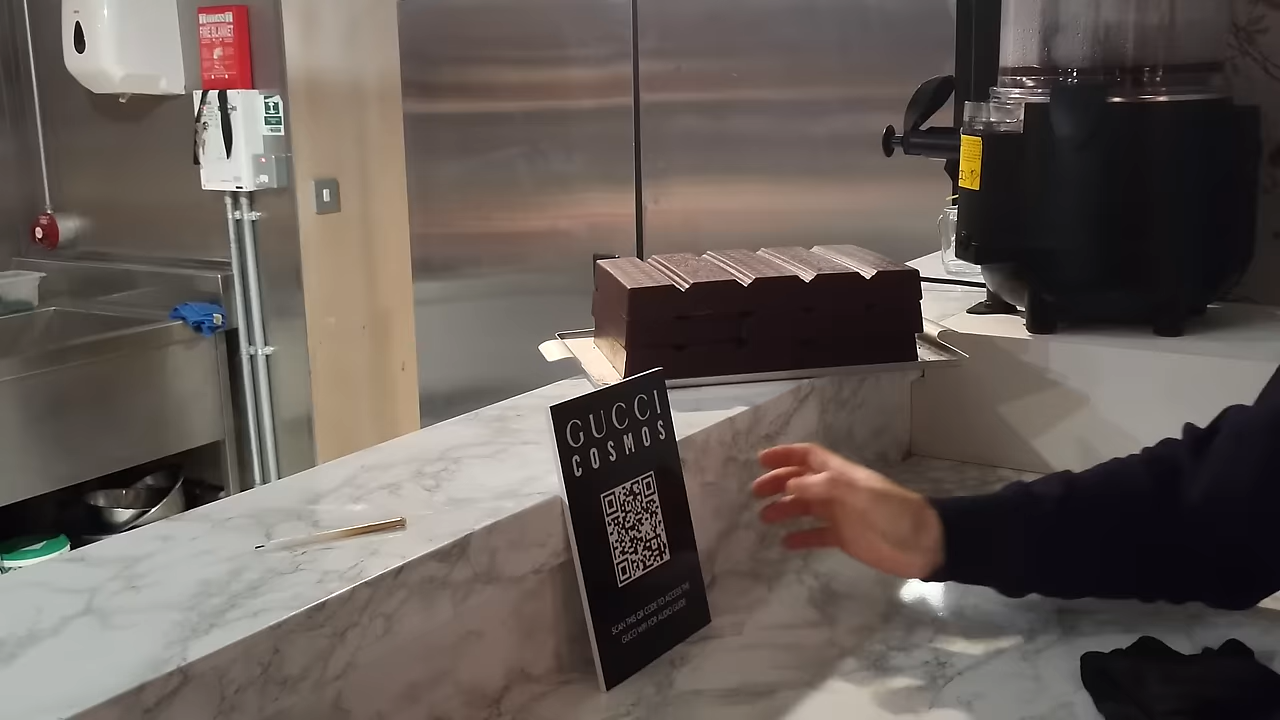 FIRE BLANKET
GUCCI
COSMOS
SCAN THIS QR CODE TO ACCESS THE
GUCCI WIFI FOR AUDIO GUIDE